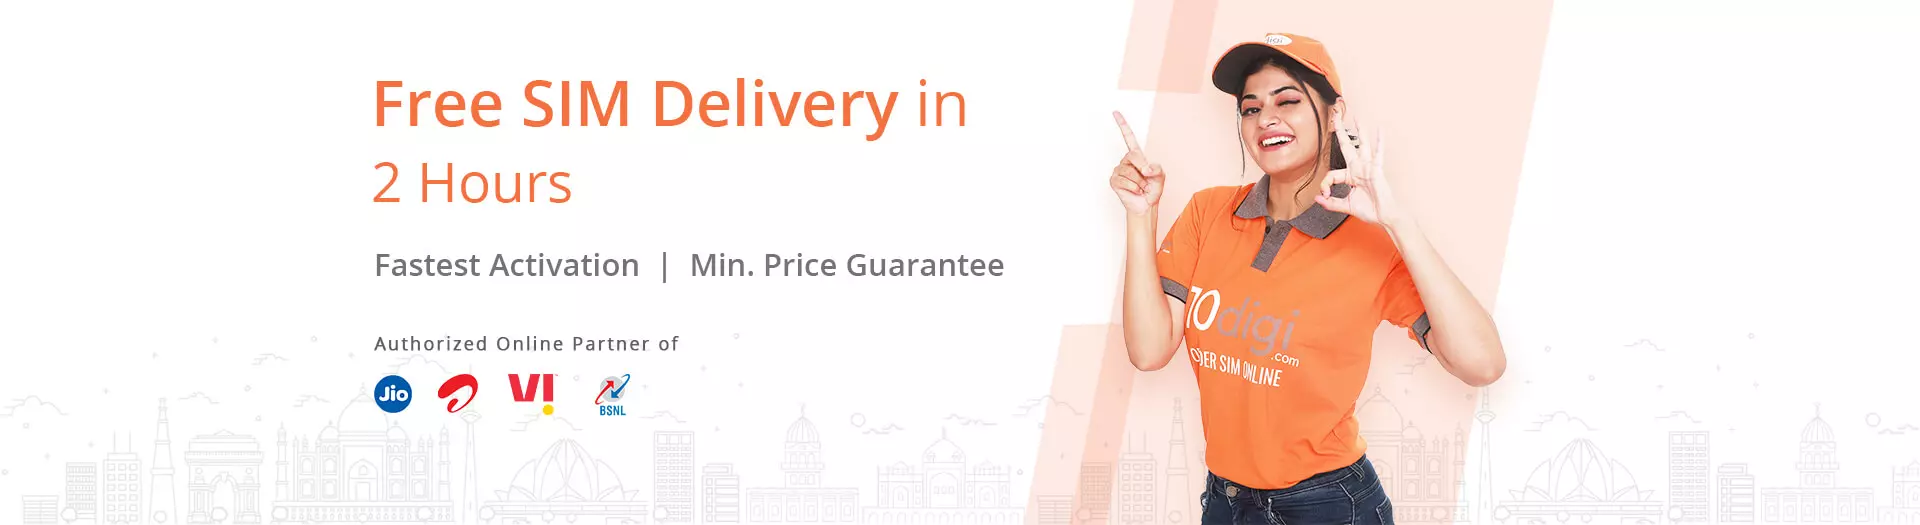 Free SIM Delivery in
2 Hours
Fastest Activation | Min. Price Guarantee
Authorized Online Partner of
Jio
VI
BSNL
10digi
.com
ORDER SIM ONLINE